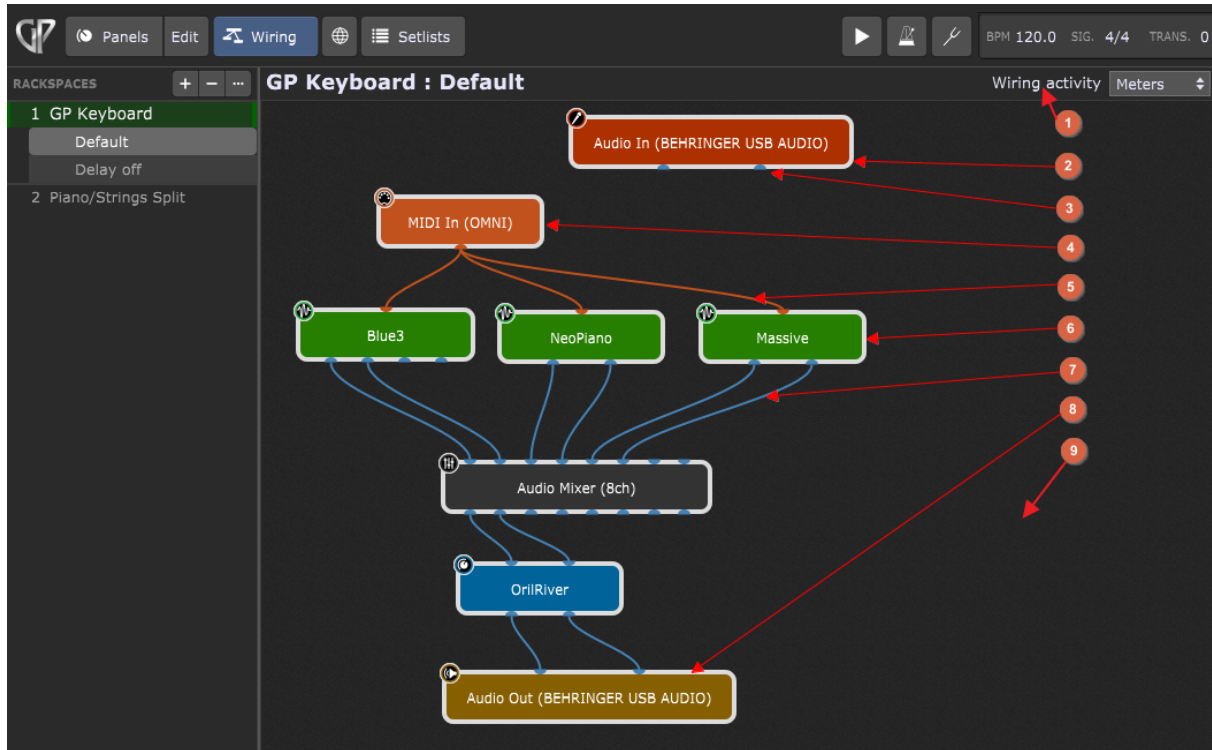 GP Panels Edit Wiring Setlists BPM 120.0 SIG. 4/4 TRANS. 0
RACKSPACES + − ... GP Keyboard : Default Wiring activity Meters
1 GP Keyboard
Default
Delay off
2 Piano/Strings Split
1
Audio In (BEHRINGER USB AUDIO)
2
3
MIDI In (OMNI)
4
5
Blue3 NeoPiano Massive
6
7
8
9
Audio Mixer (8ch)
OrilRiver
Audio Out (BEHRINGER USB AUDIO)